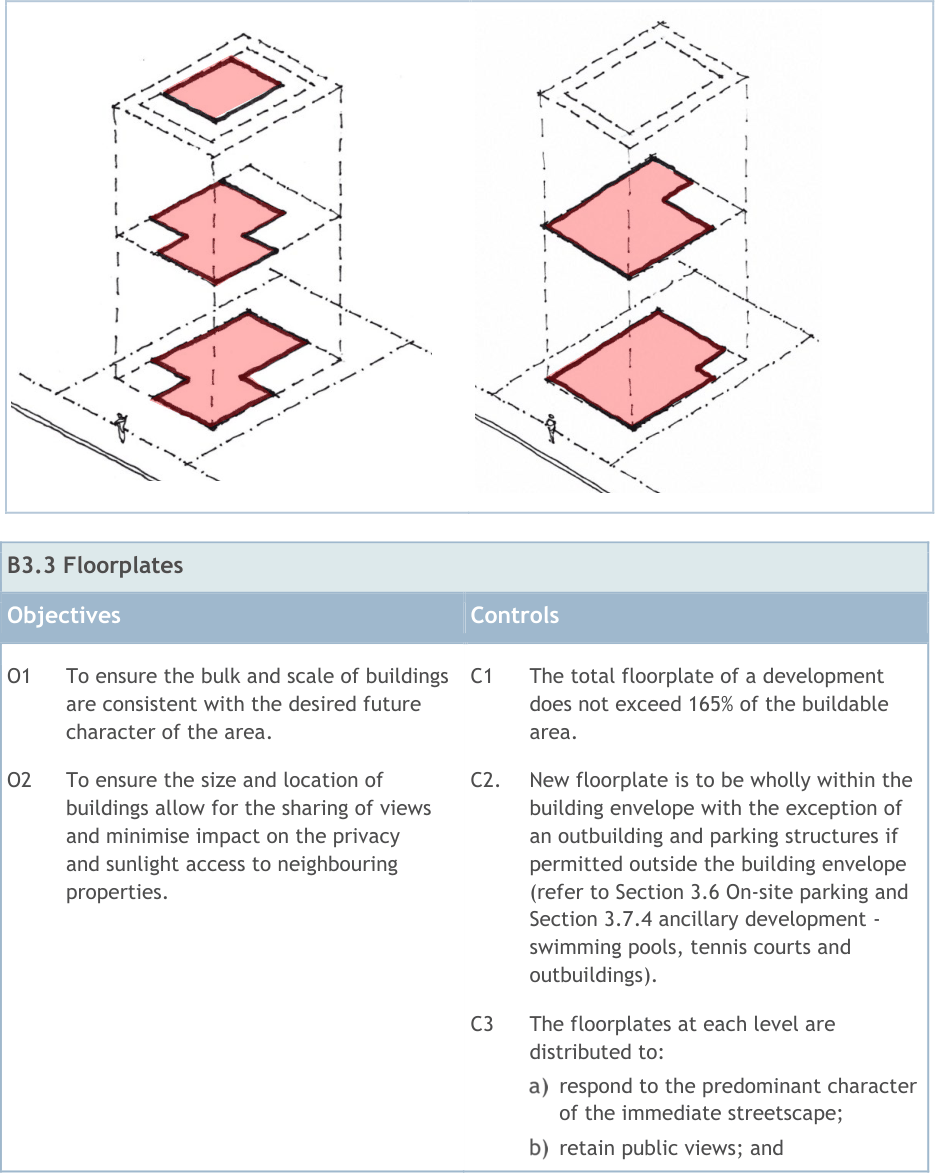 B3.3 Floorplates
Objectives
Controls
O1 To ensure the bulk and scale of buildings
are consistent with the desired future
character of the area.
O2 To ensure the size and location of
buildings allow for the sharing of views
and minimise impact on the privacy
and sunlight access to neighbouring
properties.
C1 The total floorplate of a development
does not exceed 165% of the buildable
area.
C2. New floorplate is to be wholly within the
building envelope with the exception of
an outbuilding and parking structures if
permitted outside the building envelope
(refer to Section 3.6 On-site parking and
Section 3.7.4 ancillary development -
swimming pools, tennis courts and
outbuildings).
C3 The floorplates at each level are
distributed to:
a) respond to the predominant character
of the immediate streetscape;
b) retain public views; and